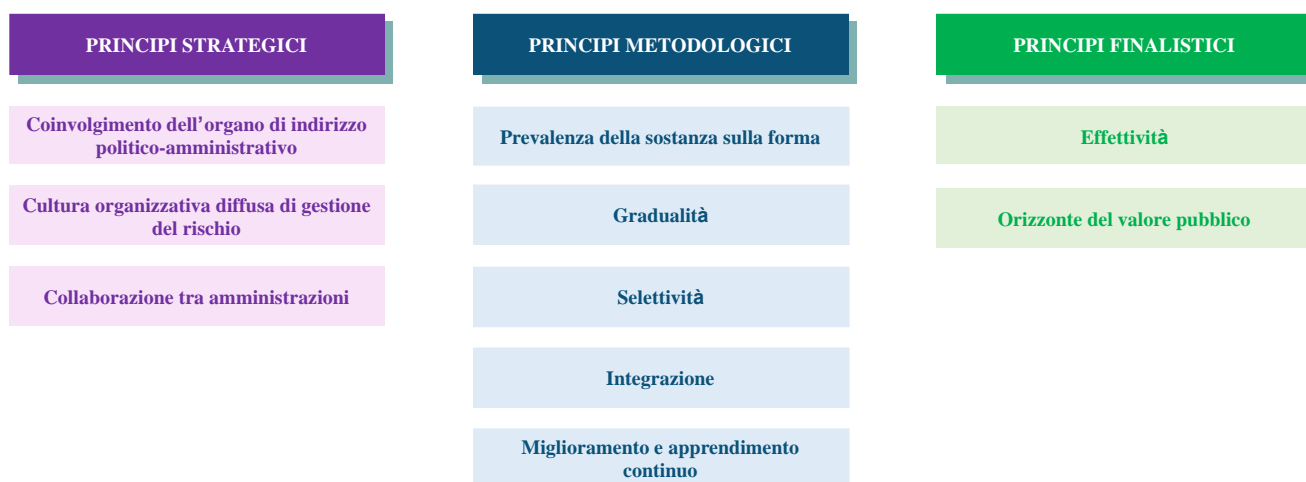 PRINCIPI STRATEGICI
Coinvolgimento dell’organo di indirizzo
politico-amministrativo
Cultura organizzativa diffusa di gestione
del rischio
Collaborazione tra amministrazioni
PRINCIPI METODOLOGICI
Prevalenza della sostanza sulla forma
Gradualità
Selettività
Integrazione
Miglioramento e apprendimento
continuo
PRINCIPI FINALISTICI
Effettività
Orizzonte del valore pubblico